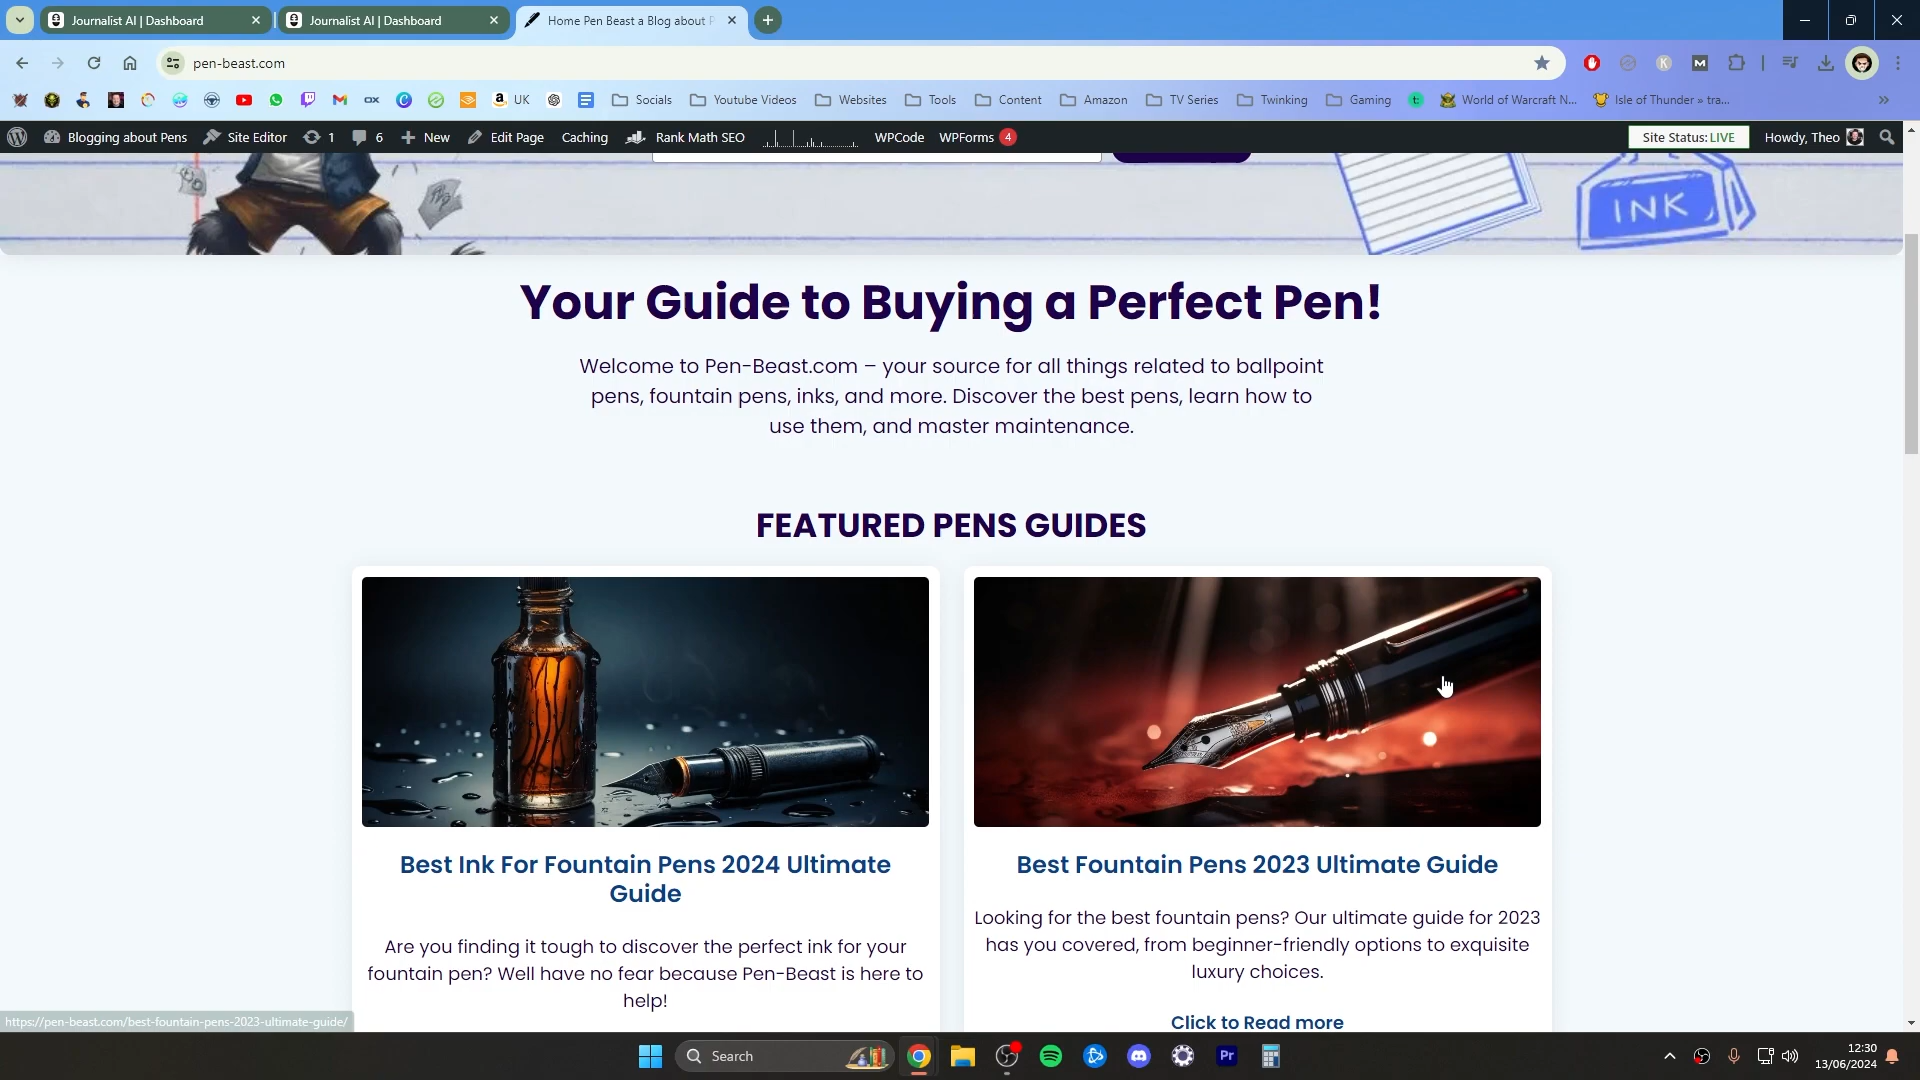 Journalist AI | Dashboard
Journalist AI | Dashboard
Home Pen Beast a Blog about P
pen-beast.com
UK
Socials
Youtube Videos
Websites
Tools
Content
Amazon
TV Series
Twinking
Gaming
World of Warcraft N...
Isle of Thunder » tra...
Blogging about Pens
Site Editor
1
6
New
Edit Page
Caching
Rank Math SEO
WPCode
WPForms 4
Site Status: LIVE
Howdy, Theo
INK
Your Guide to Buying a Perfect Pen!
Welcome to Pen-Beast.com – your source for all things related to ballpoint
pens, fountain pens, inks, and more. Discover the best pens, learn how to
use them, and master maintenance.
FEATURED PENS GUIDES
Best Ink For Fountain Pens 2024 Ultimate
Guide
Are you finding it tough to discover the perfect ink for your
fountain pen? Well have no fear because Pen-Beast is here to
help!
Best Fountain Pens 2023 Ultimate Guide
Looking for the best fountain pens? Our ultimate guide for 2023
has you covered, from beginner-friendly options to exquisite
luxury choices.
Click to Read more
https://pen-beast.com/best-fountain-pens-2023-ultimate-guide/
Search
Pr
12:30
13/06/2024